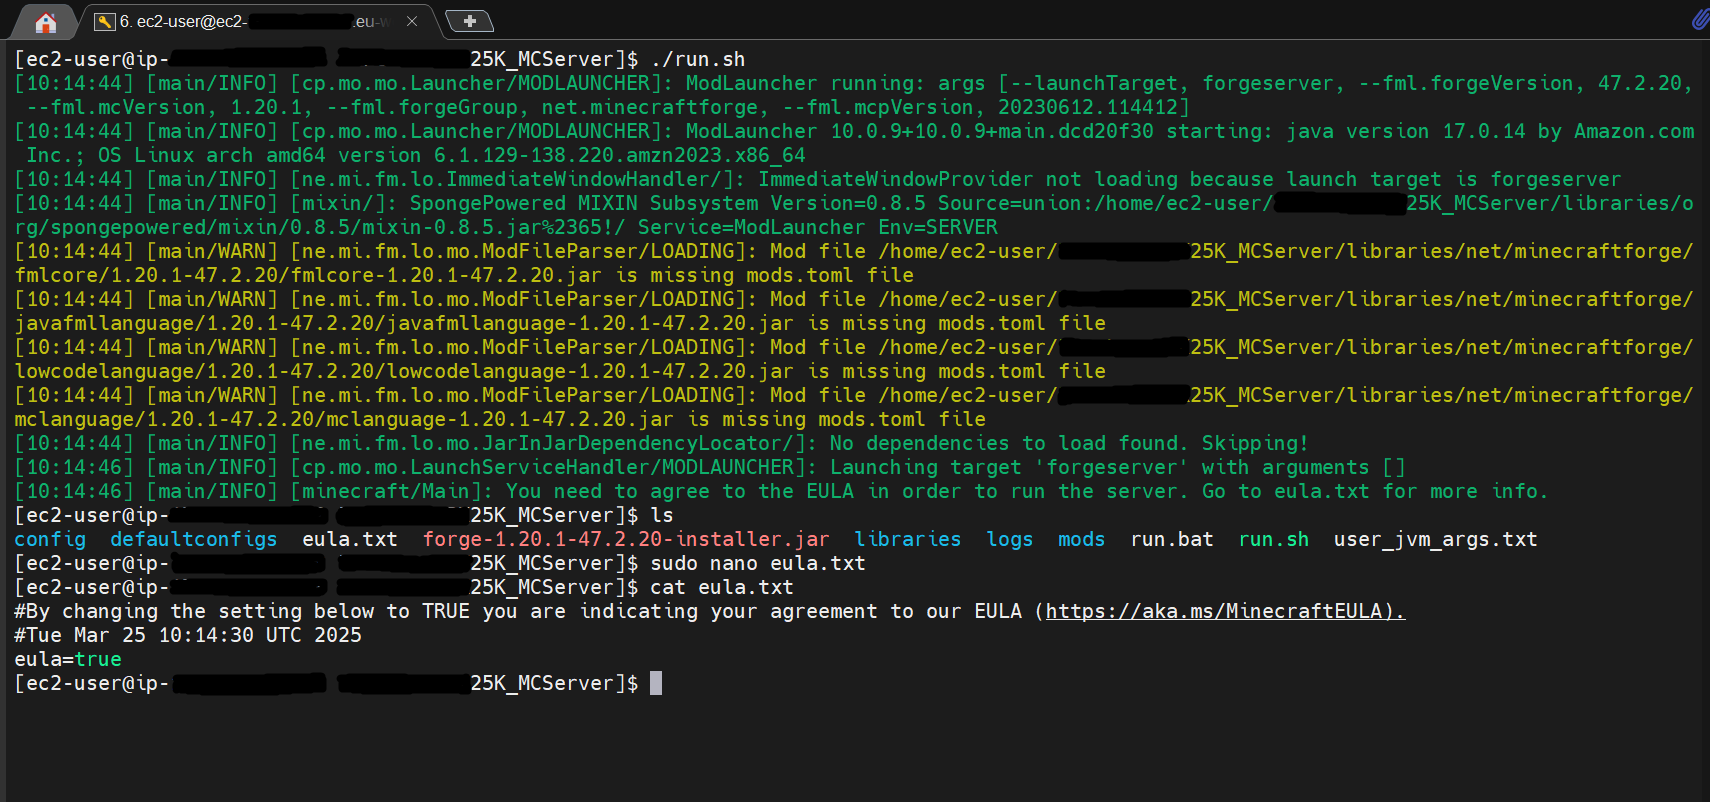 6. ec2-user@ec2- .eu-w
[ec2-user@ip- 25K_MCServer]$ ./run.sh
[10:14:44] [main/INFO] [cp.mo.mo.Launcher/MODLAUNCHER]: ModLauncher running: args [--launchTarget, forgeserver, --fml.forgeVersion, 47.2.20,
--fml.mcVersion, 1.20.1, --fml.forgeGroup, net.minecraftforge, --fml.mcpVersion, 20230612.114412]
[10:14:44] [main/INFO] [cp.mo.mo.Launcher/MODLAUNCHER]: ModLauncher 10.0.9+10.0.9+main.dcd20f30 starting: java version 17.0.14 by Amazon.com
Inc.; OS Linux arch amd64 version 6.1.129-138.220.amzn2023.x86_64
[10:14:44] [main/INFO] [ne.mi.fm.lo.ImmediateWindowHandler/]: ImmediateWindowProvider not loading because launch target is forgeserver
[10:14:44] [main/INFO] [mixin/]: SpongePowered MIXIN Subsystem Version=0.8.5 Source=union:/home/ec2-user/ 25K_MCServer/libraries/o
rg/spongepowered/mixin/0.8.5/mixin-0.8.5.jar%2365!/ Service=ModLauncher Env=SERVER
[10:14:44] [main/WARN] [ne.mi.fm.lo.mo.ModFileParser/LOADING]: Mod file /home/ec2-user/ 25K_MCServer/libraries/net/minecraftforge/
fmlcore/1.20.1-47.2.20/fmlcore-1.20.1-47.2.20.jar is missing mods.toml file
[10:14:44] [main/WARN] [ne.mi.fm.lo.mo.ModFileParser/LOADING]: Mod file /home/ec2-user/ 25K_MCServer/libraries/net/minecraftforge/
javafmllanguage/1.20.1-47.2.20/javafmllanguage-1.20.1-47.2.20.jar is missing mods.toml file
[10:14:44] [main/WARN] [ne.mi.fm.lo.mo.ModFileParser/LOADING]: Mod file /home/ec2-user/ 25K_MCServer/libraries/net/minecraftforge/
lowcodelanguage/1.20.1-47.2.20/lowcodelanguage-1.20.1-47.2.20.jar is missing mods.toml file
[10:14:44] [main/WARN] [ne.mi.fm.lo.mo.ModFileParser/LOADING]: Mod file /home/ec2-user/ 25K_MCServer/libraries/net/minecraftforge/
mclanguage/1.20.1-47.2.20/mclanguage-1.20.1-47.2.20.jar is missing mods.toml file
[10:14:44] [main/INFO] [ne.mi.fm.lo.mo.JarInJarDependencyLocator/]: No dependencies to load found. Skipping!
[10:14:46] [main/INFO] [cp.mo.mo.LaunchServiceHandler/MODLAUNCHER]: Launching target 'forgeserver' with arguments []
[10:14:46] [main/INFO] [minecraft/Main]: You need to agree to the EULA in order to run the server. Go to eula.txt for more info.
[ec2-user@ip- 25K_MCServer]$ ls
config defaultconfigs eula.txt forge-1.20.1-47.2.20-installer.jar libraries logs mods run.bat run.sh user_jvm_args.txt
[ec2-user@ip- 25K_MCServer]$ sudo nano eula.txt
[ec2-user@ip- 25K_MCServer]$ cat eula.txt
#By changing the setting below to TRUE you are indicating your agreement to our EULA (https://aka.ms/MinecraftEULA).
#Tue Mar 25 10:14:30 UTC 2025
eula=true
[ec2-user@ip- 25K_MCServer]$